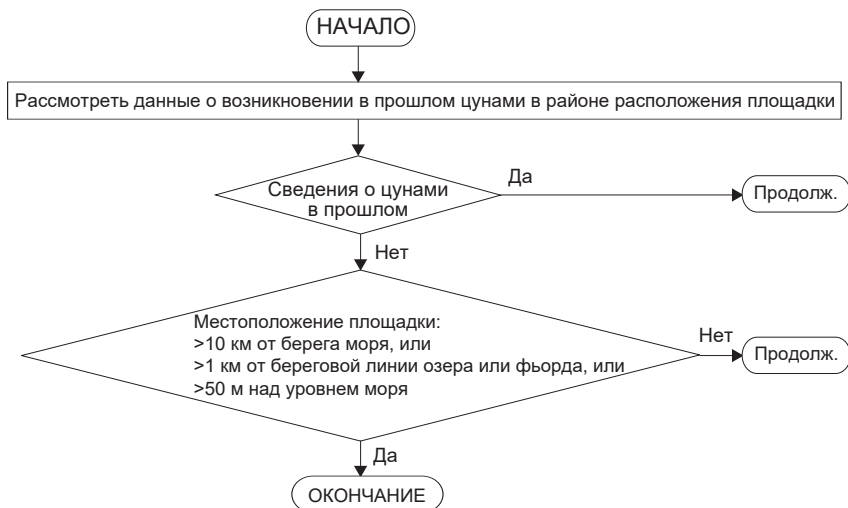 НАЧАЛО
Рассмотреть данные о возникновении в прошлом цунами в районе расположения площадки
Сведения о цунами
в прошлом
Да
Продолж.
Нет
Местоположение площадки:
>10 км от берега моря, или
>1 км от береговой линии озера или фьорда, или
>50 м над уровнем моря
Нет
Продолж.
Да
ОКОНЧАНИЕ